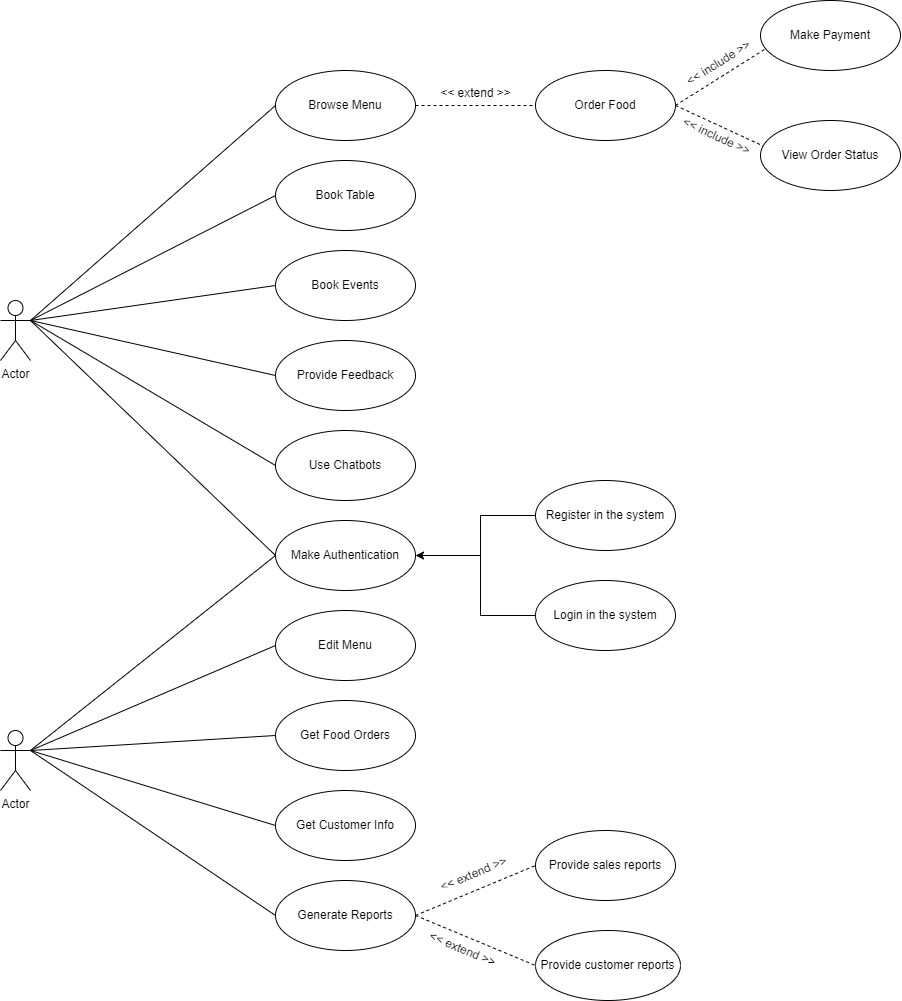 Make Payment
<< include >>
Browse Menu
<< extend >>
Order Food
<< include >>
View Order Status
Book Table
Book Events
Actor
Provide Feedback
Use Chatbots
Register in the system
Make Authentication
Login in the system
Edit Menu
Get Food Orders
Actor
Get Customer Info
Provide sales reports
<< extend >>
Generate Reports
<< extend >>
Provide customer reports